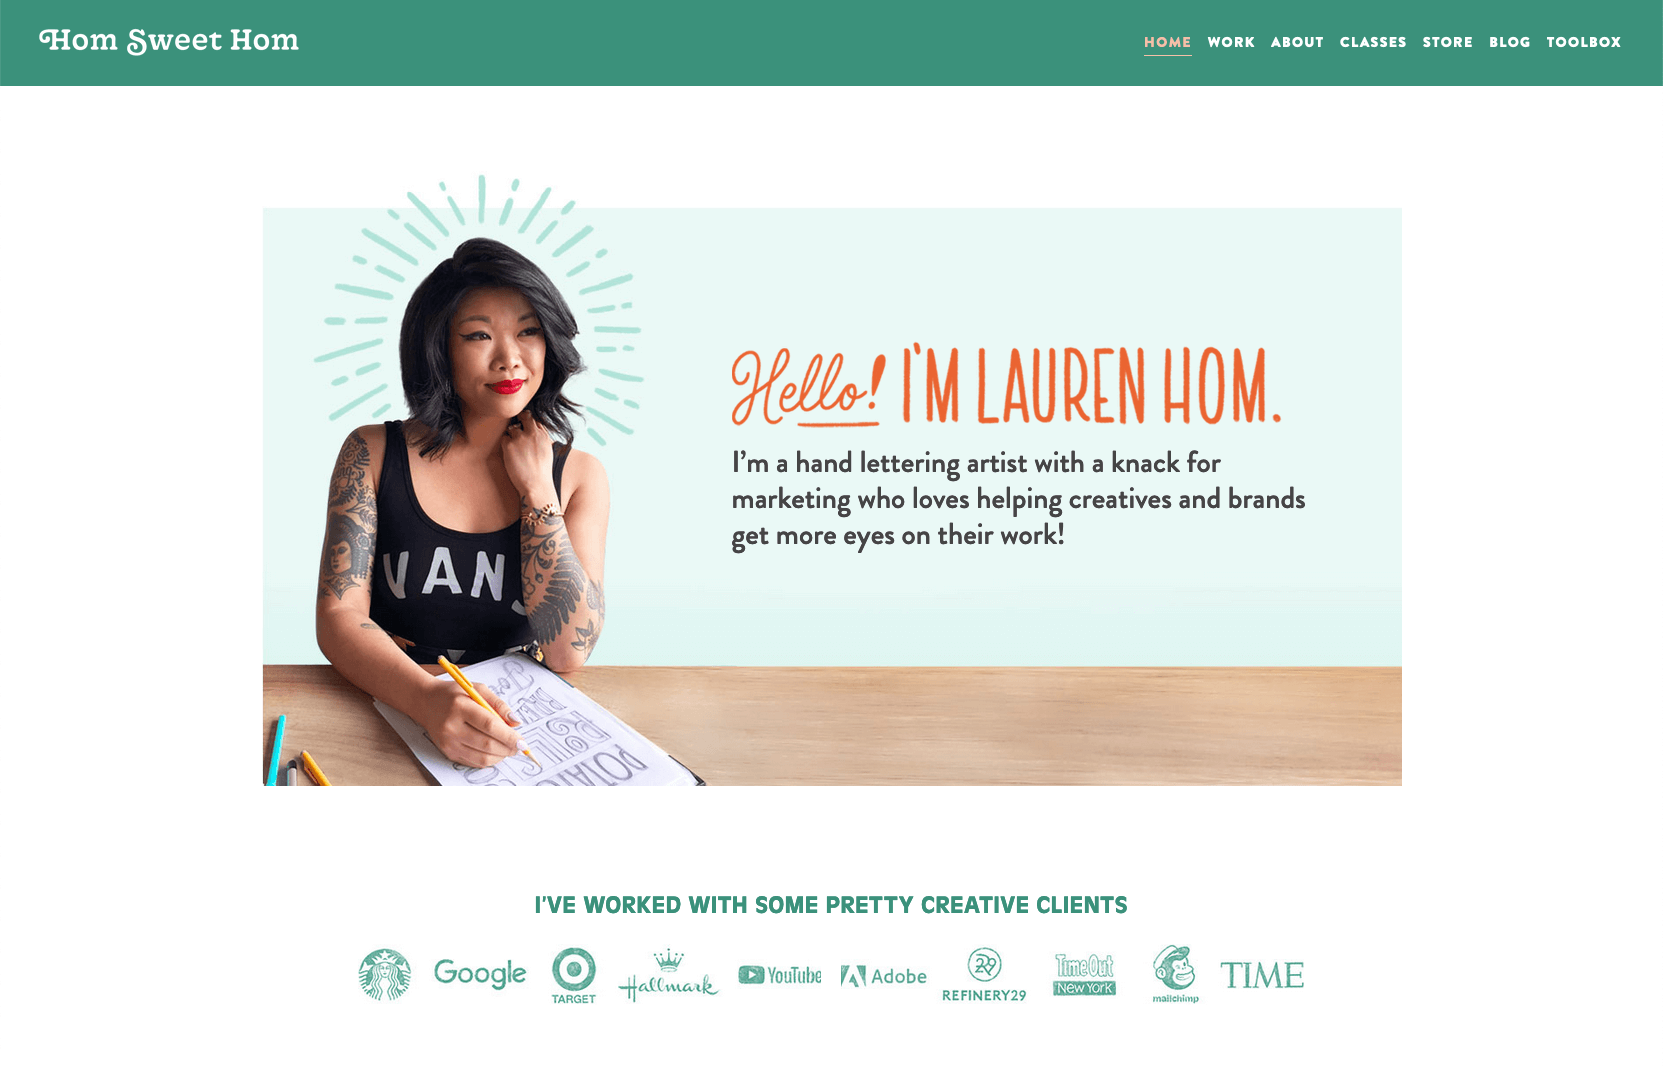 Hom Sweet Hom
HOME WORK ABOUT CLASSES STORE BLOG TOOLBOX
Hello! I'M LAUREN HOM.
I’m a hand lettering artist with a knack for
marketing who loves helping creatives and brands
get more eyes on their work!
VANS
I'VE WORKED WITH SOME PRETTY CREATIVE CLIENTS
Google
TARGET
Hallmark
YouTube
Adobe
29
REFINERY29
TimeOut
New York
mailchimp
TIME